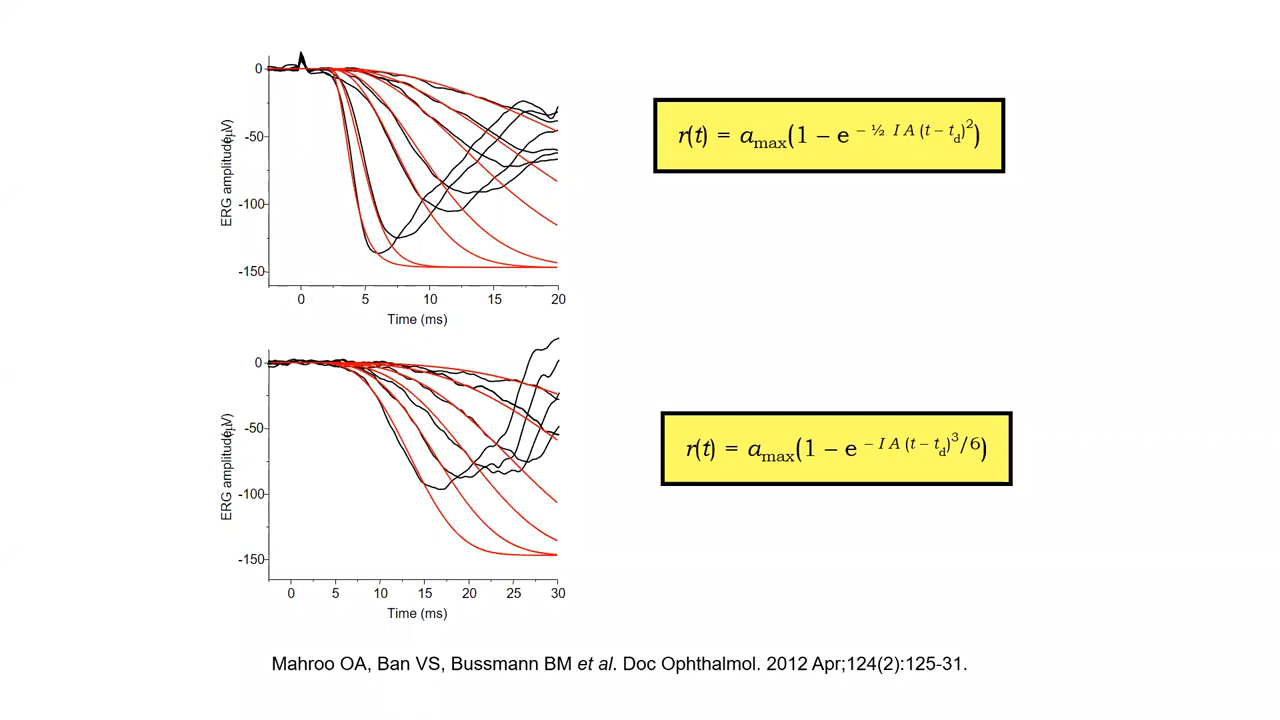 0
-50
-100
-150
ERG amplitude(µV)
0 5 10 15 20
Time (ms)
r(t) = aₘₐₓ(1 − e − ½ I A (t − t_d)²)
0
-50
-100
-150
ERG amplitude(µV)
0 5 10 15 20 25 30
Time (ms)
r(t) = aₘₐₓ(1 − e − I A (t − t_d)³/6)
Mahroo OA, Ban VS, Bussmann BM et al. Doc Ophthalmol. 2012 Apr;124(2):125-31.